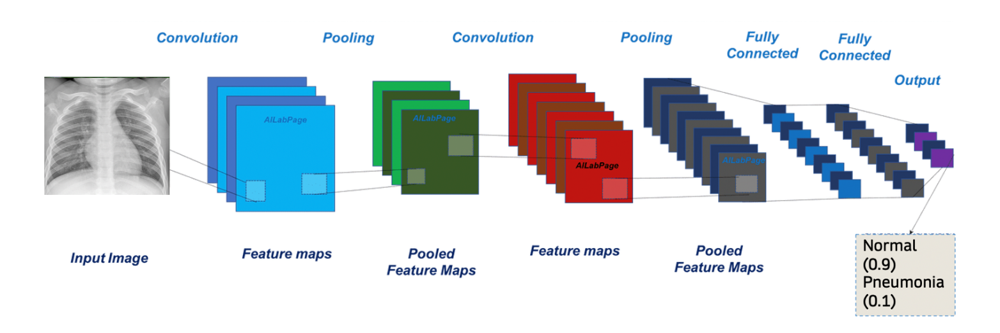 Convolution
Pooling
Convolution
Pooling
Fully
Connected
Fully
Connected
Output
AILabPage
AILabPage
AILabPage
AILabPage
Input Image
Feature maps
Pooled
Feature Maps
Feature maps
Pooled
Feature Maps
Normal
(0.9)
Pneumonia
(0.1)